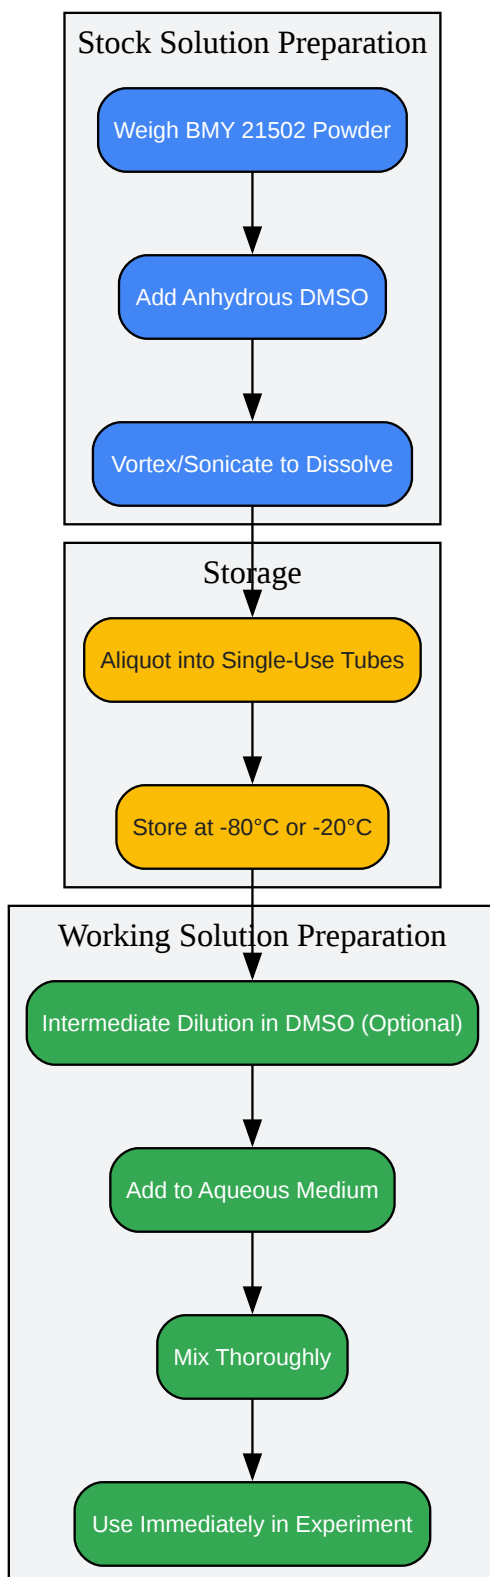 Stock Solution Preparation
Weigh BMY 21502 Powder
Add Anhydrous DMSO
Vortex/Sonicate to Dissolve
Storage
Aliquot into Single-Use Tubes
Store at -80°C or -20°C
Working Solution Preparation
Intermediate Dilution in DMSO (Optional)
Add to Aqueous Medium
Mix Thoroughly
Use Immediately in Experiment